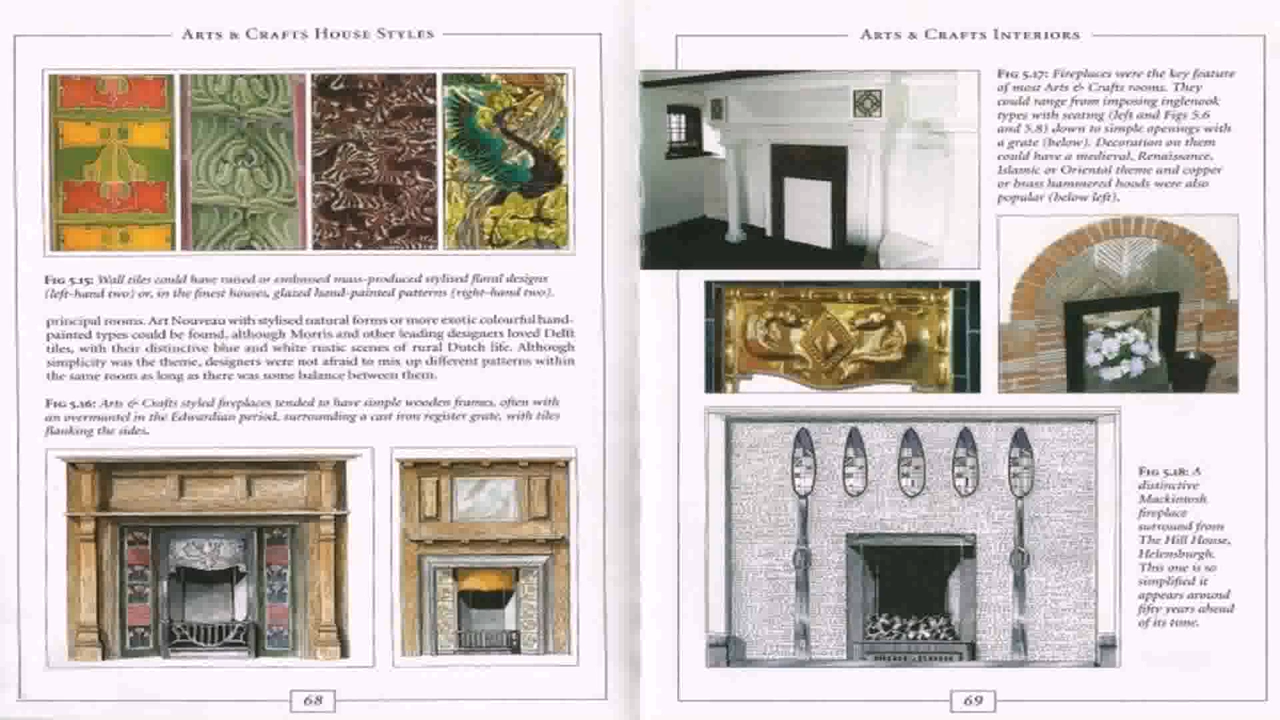 ARTS & CRAFTS HOUSE STYLES
FIG 5.15: Wall tiles could have raised or embossed mass-produced stylised floral designs
(left-hand two) or, in the finest houses, glazed hand-painted patterns (right-hand two).
principal rooms. Art Nouveau with stylised natural forms or more exotic colourful hand-
painted types could be found, although Morris and other leading designers loved Delft
tiles, with their distinctive blue and white rustic scenes of rural Dutch life. Although
simplicity was the theme, designers were not afraid to mix up different patterns within
the same room as long as there was some balance between them.
FIG 5.16: Arts & Crafts styled fireplaces tended to have simple wooden frames, often with
an overmantel in the Edwardian period, surrounding a cast iron register grate, with tiles
flanking the sides.
68
ARTS & CRAFTS INTERIORS
FIG 5.17: Fireplaces were the key feature
of most Arts & Crafts rooms. They
could range from imposing inglenook
types with seating (left and Figs 5.6
and 5.8) down to simple openings with
a grate (below). Decoration on them
could have a medieval, Renaissance,
Islamic or Oriental theme and copper
or brass hammered hoods were also
popular (below left).
FIG 5.18: A
distinctive
Mackintosh
fireplace
surround from
The Hill House,
Helensburgh.
This one is so
simplified it
appears around
fifty years ahead
of its time.
69